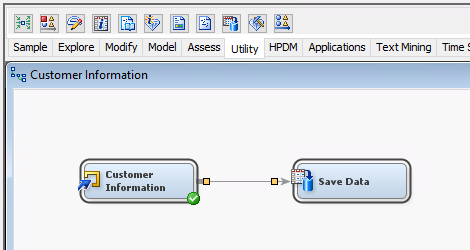 Sample Explore Modify Model Assess Utility HPDM Applications Text Mining Time S
Customer Information
Customer
Information
Save Data